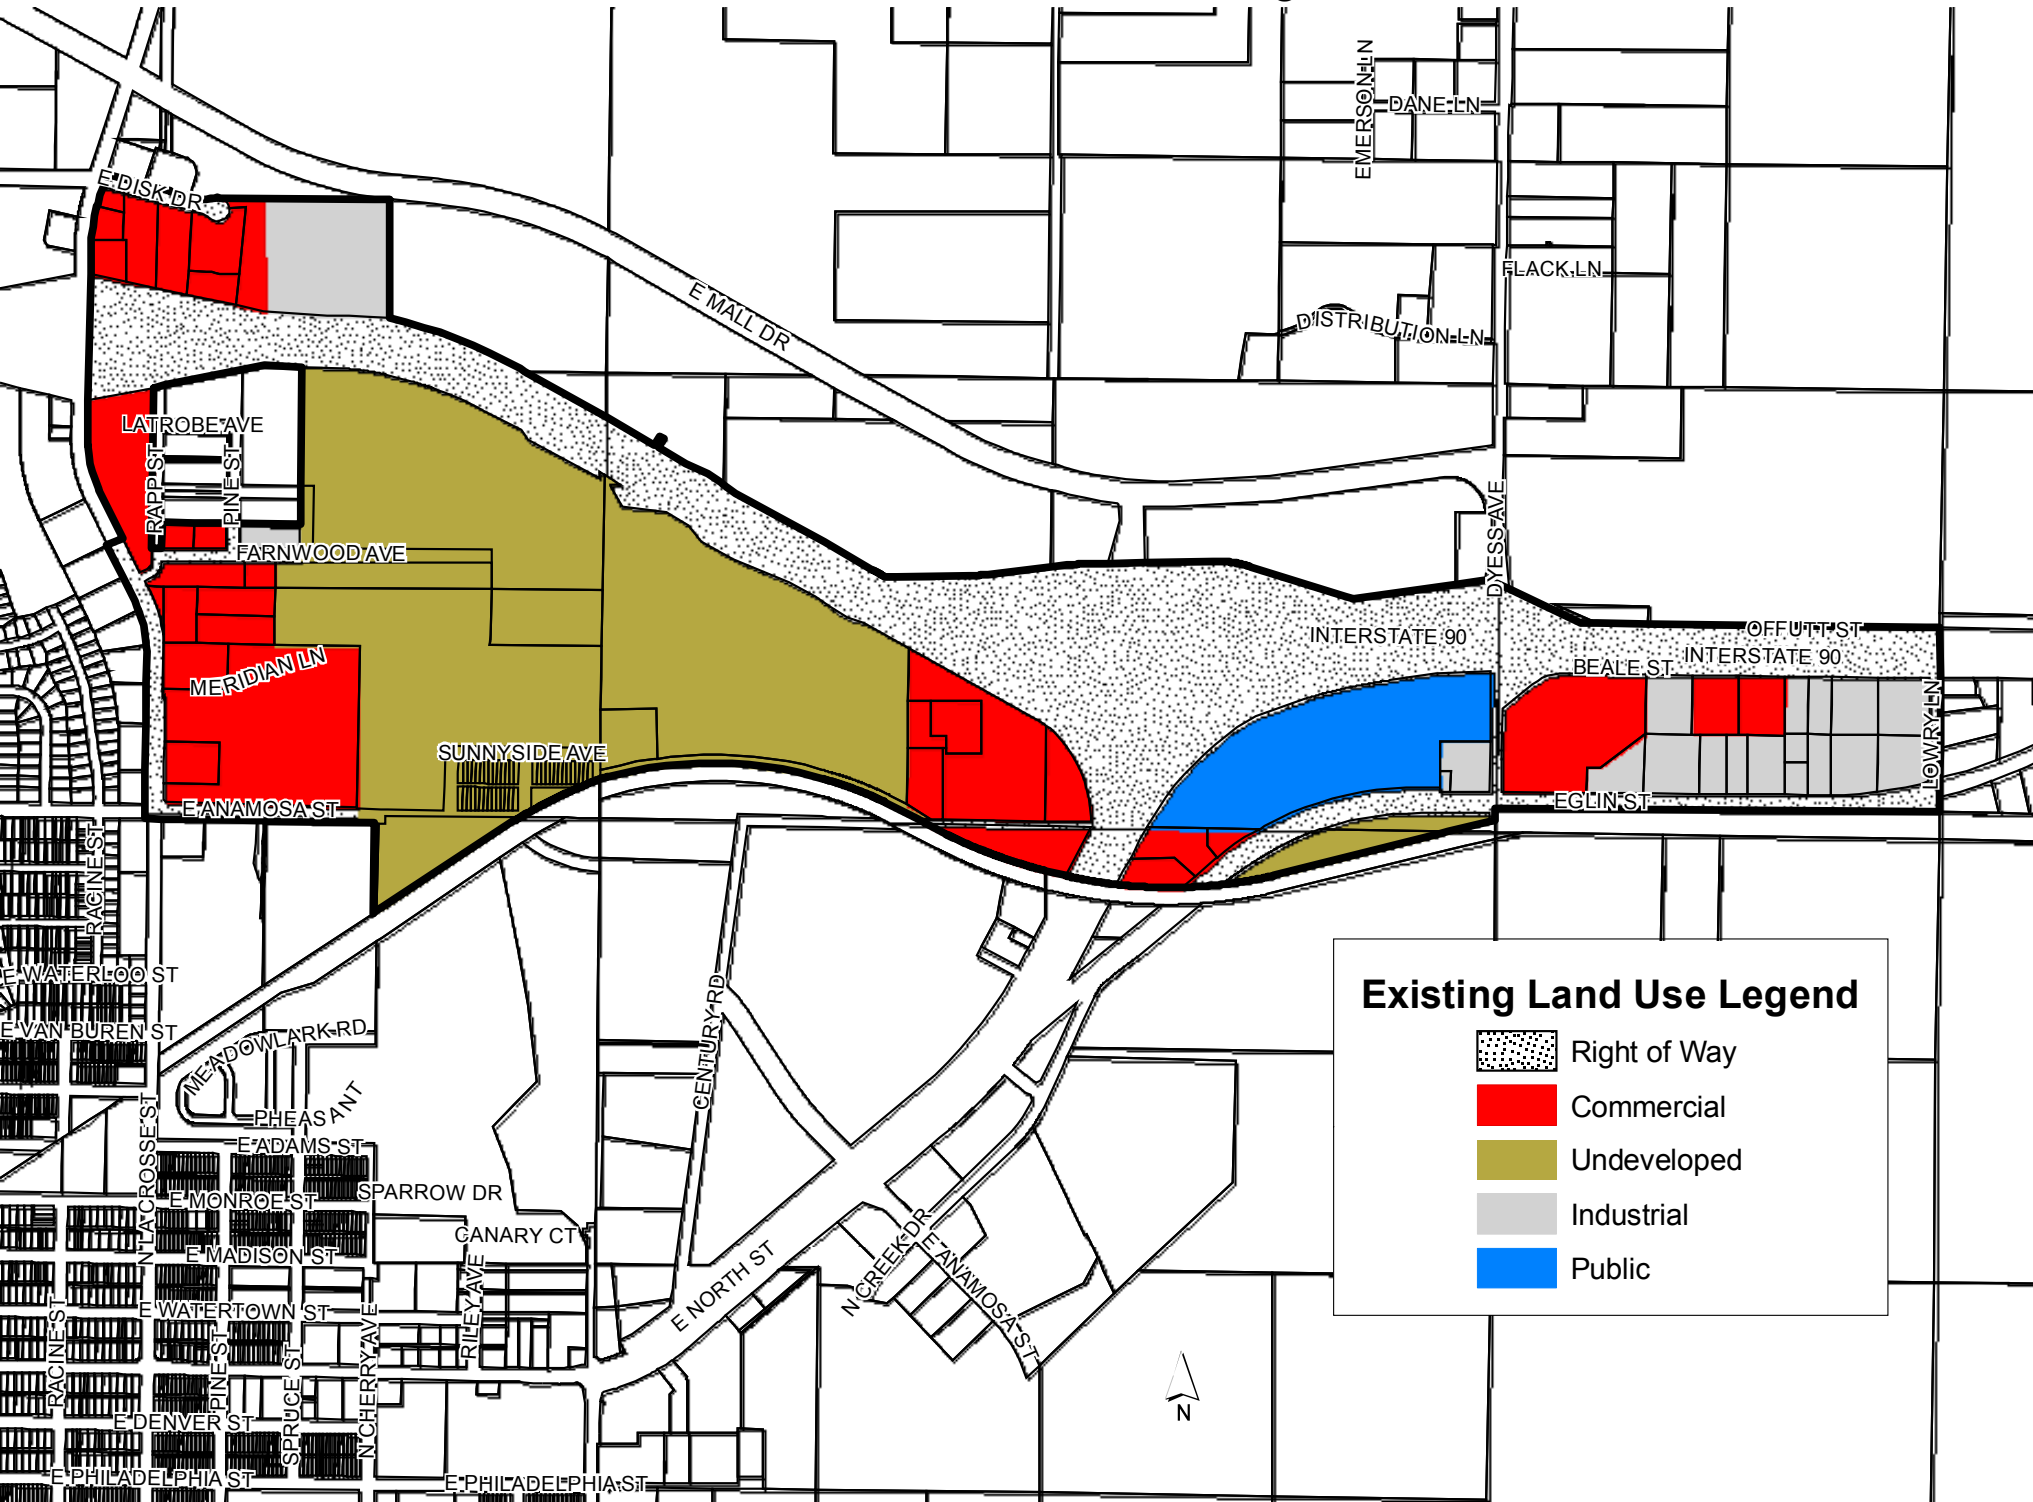 EMERSON LN
DANE LN
E DISK DR
FLACK LN
E MALL DR
DISTRIBUTION LN
LATROBE AVE
RAPP ST
PINE ST
DYESS AVE
FARNWOOD AVE
INTERSTATE 90
OFFUTT ST
INTERSTATE 90
BEALE ST
MERIDIAN LN
LOWRY LN
SUNNYSIDE AVE
EGLIN ST
E ANAMOSA ST
RACINE ST
E WATERLOO ST
E VAN BUREN ST
MEADOWLARK RD
CENTURY RD
PHEASANT
N LACROSSE ST
E ADAMS ST
E MONROE ST
SPARROW DR
E MADISON ST
CANARY CT
RILEY AVE
E NORTH ST
N CREEK DR
E ANAMOSA ST
E WATERTOWN ST
RACINE ST
PINE ST
SPRUCE ST
N CHERRY AVE
E DENVER ST
E PHILADELPHIA ST
E PHILADELPHIA ST
Existing Land Use Legend
Right of Way
Commercial
Undeveloped
Industrial
Public
N